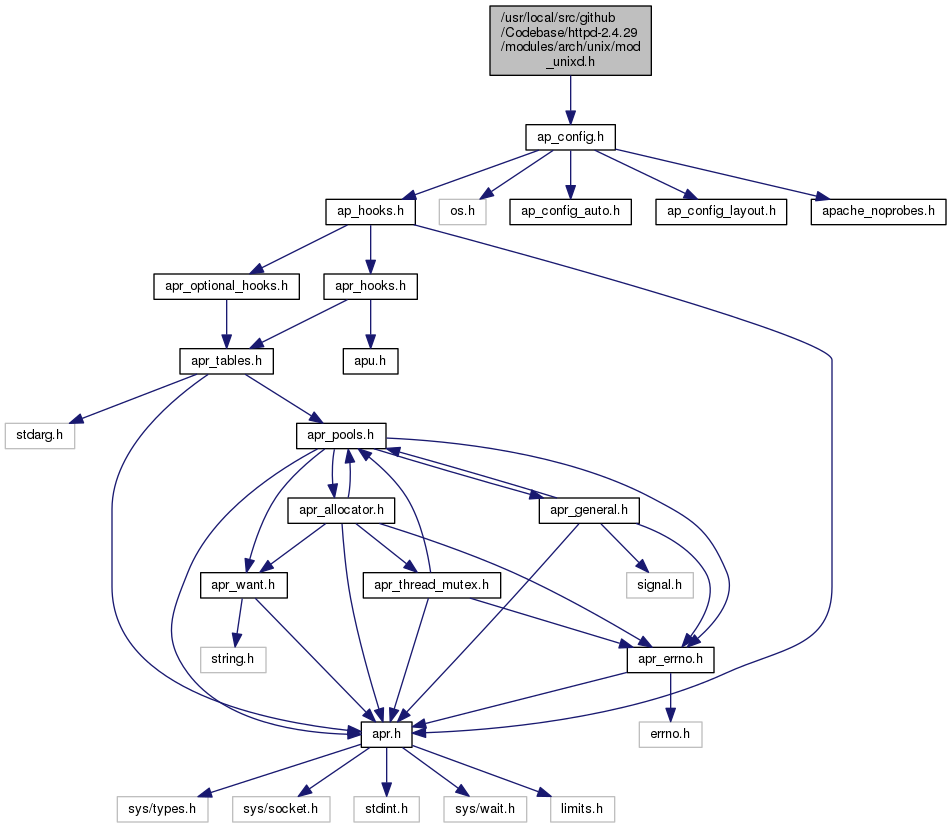 /usr/local/src/github
/Codebase/httpd-2.4.29
/modules/arch/unix/mod
_unixd.h
ap_config.h
ap_hooks.h
os.h
ap_config_auto.h
ap_config_layout.h
apache_noprobes.h
apr_optional_hooks.h
apr_hooks.h
apr_tables.h
apu.h
stdarg.h
apr_pools.h
apr_allocator.h
apr_general.h
apr_want.h
apr_thread_mutex.h
signal.h
string.h
apr_errno.h
apr.h
errno.h
sys/types.h
sys/socket.h
stdint.h
sys/wait.h
limits.h